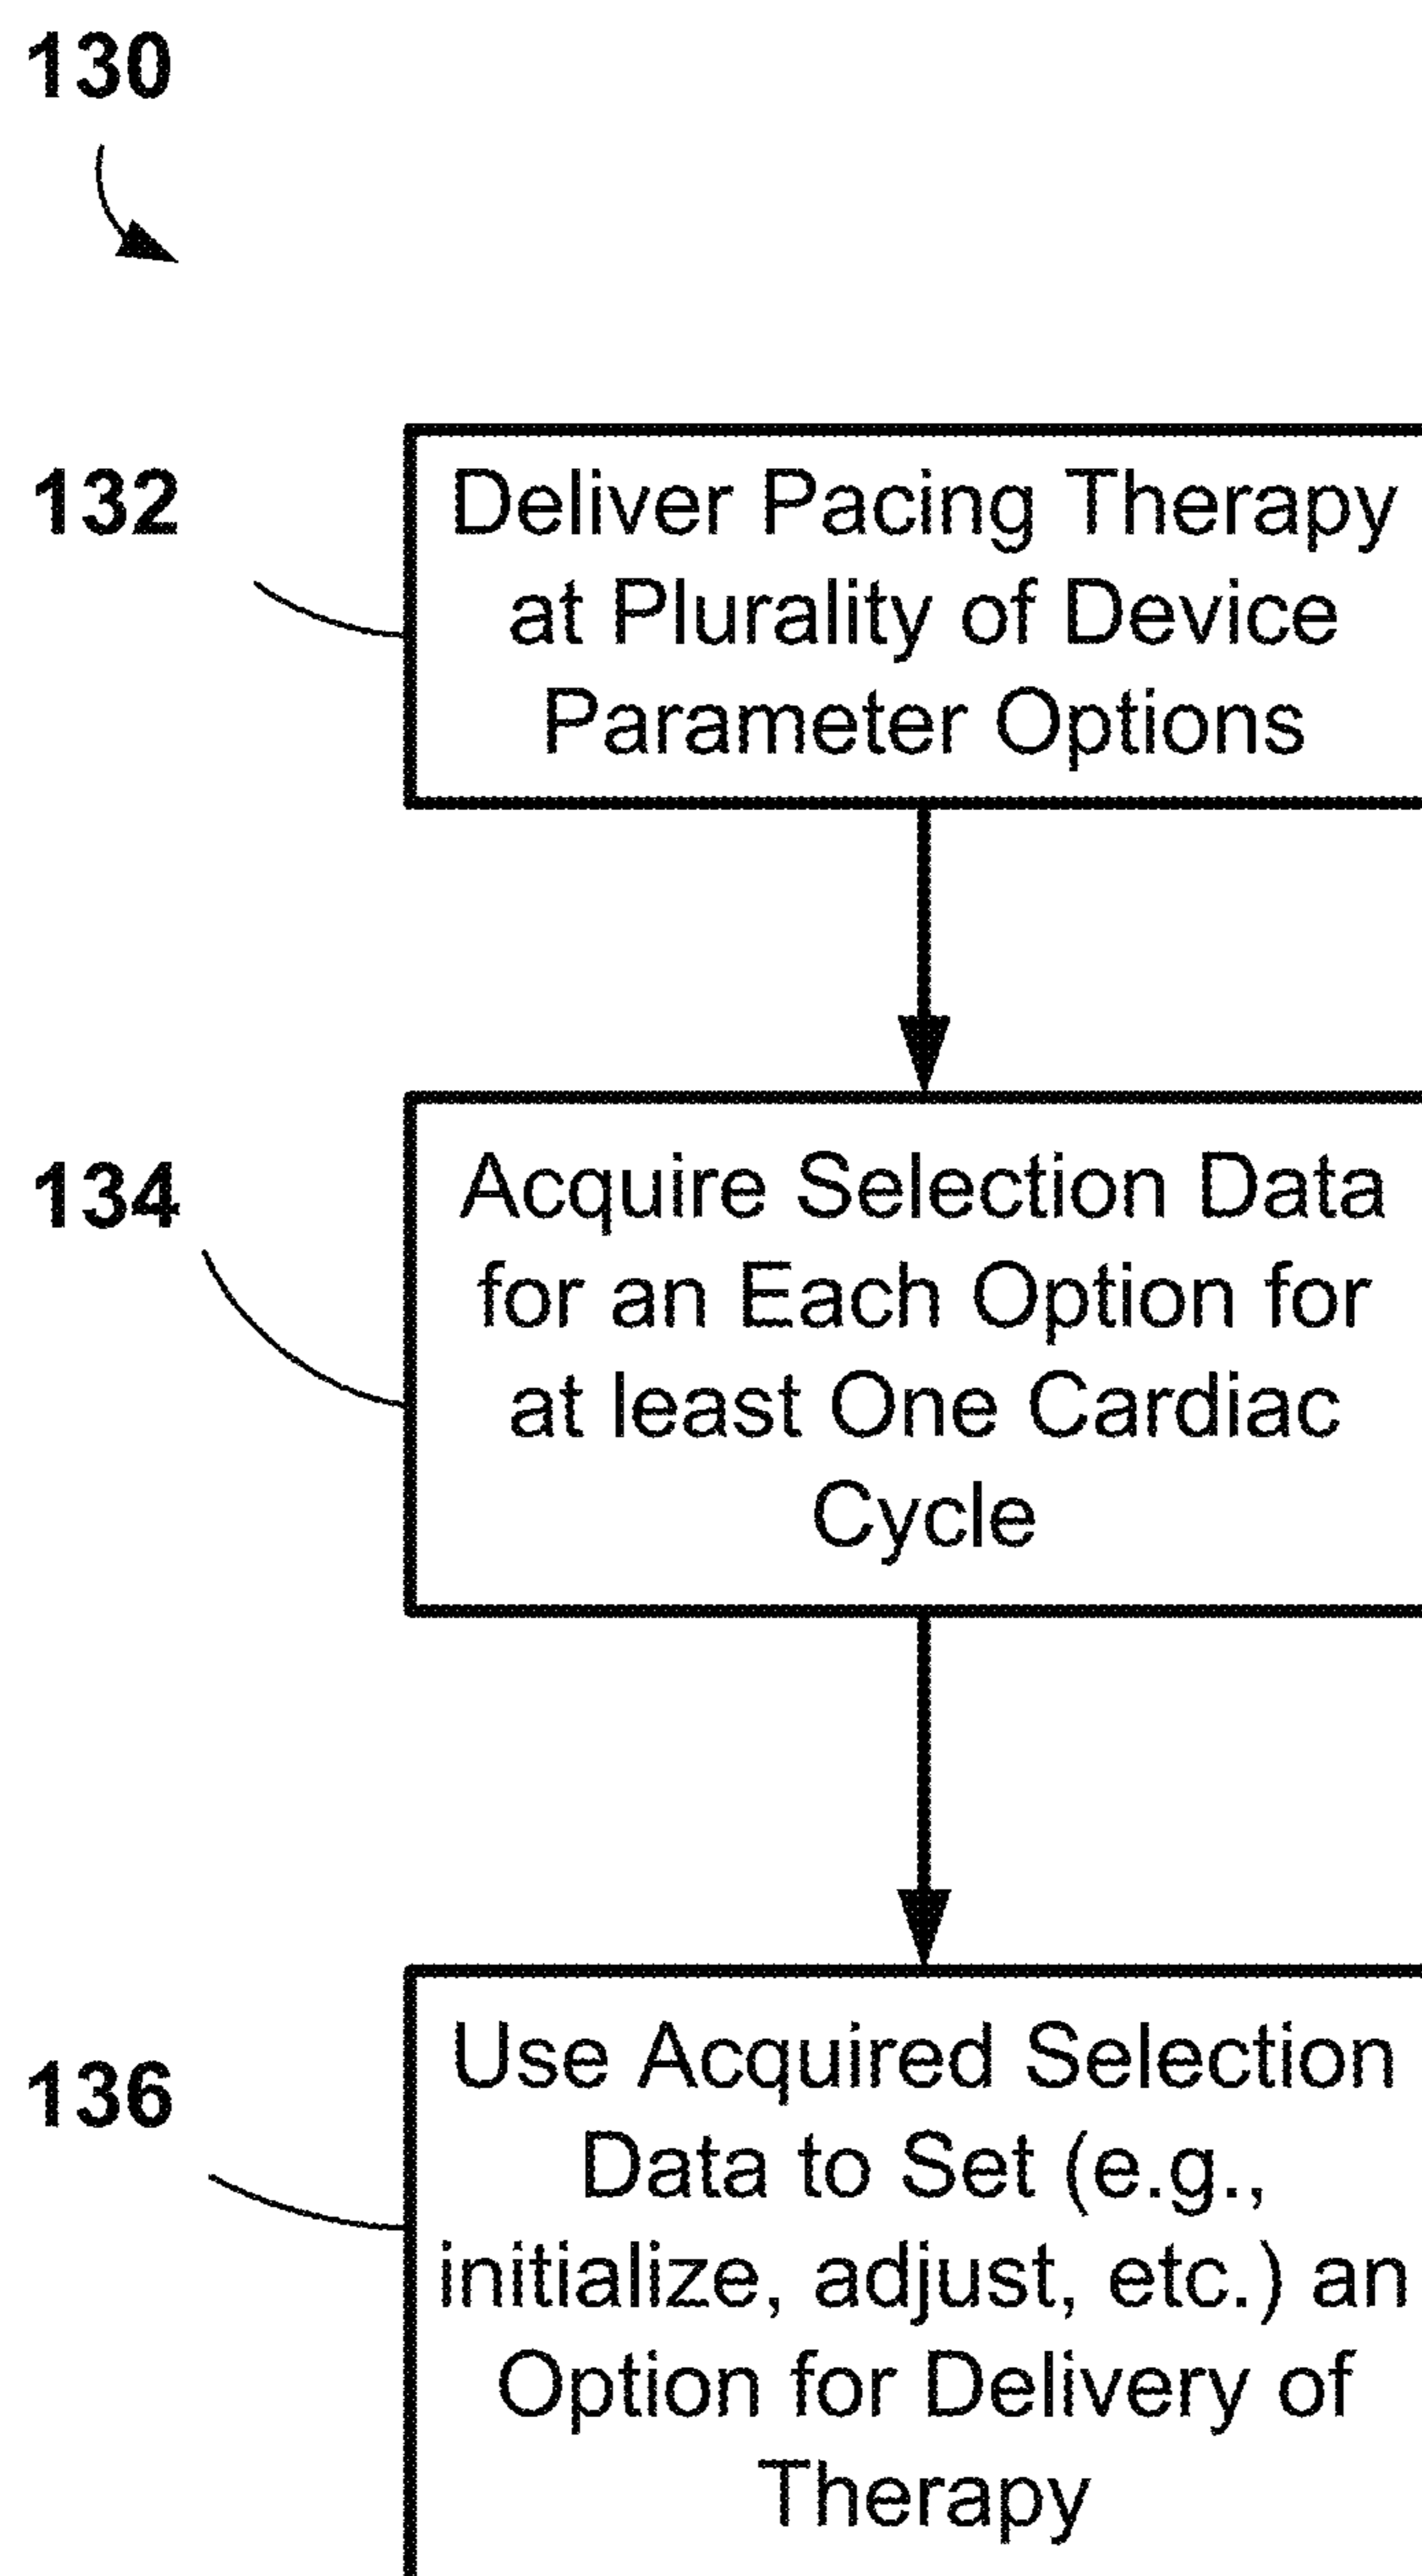 130
132
Deliver Pacing Therapy
at Plurality of Device
Parameter Options
134
Acquire Selection Data
for an Each Option for
at least One Cardiac
Cycle
136
Use Acquired Selection
Data to Set (e.g.,
initialize, adjust, etc.) an
Option for Delivery of
Therapy